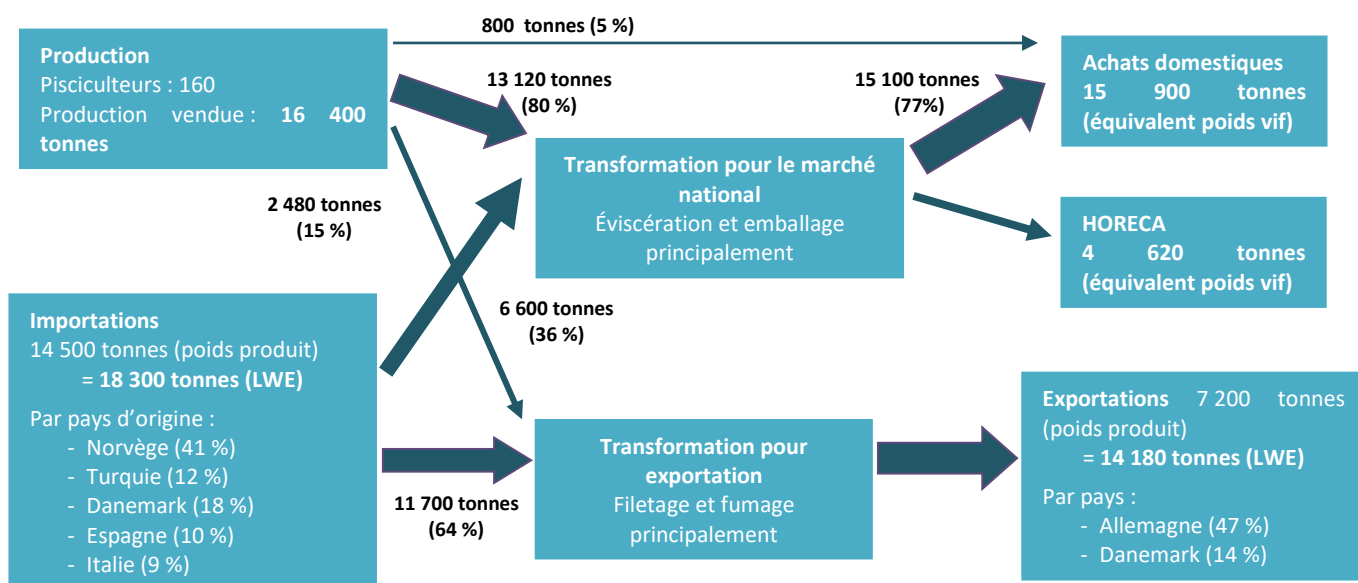 800 tonnes (5 %)
Production
Pisciculteurs : 160
Production vendue : 16 400
tonnes
13 120 tonnes
(80 %)
15 100 tonnes
(77%)
Achats domestiques
15 900 tonnes
(équivalent poids vif)
Transformation pour le marché
national
Éviscération et emballage
principalement
2 480 tonnes
(15 %)
HORECA
4 620 tonnes
(équivalent poids vif)
6 600 tonnes
(36 %)
Importations
14 500 tonnes (poids produit)
= 18 300 tonnes (LWE)
Par pays d’origine :
- Norvège (41 %)
- Turquie (12 %)
- Danemark (18 %)
- Espagne (10 %)
- Italie (9 %)
11 700 tonnes
(64 %)
Transformation pour
exportation
Filetage et fumage
principalement
Exportations 7 200 tonnes
(poids produit)
= 14 180 tonnes (LWE)
Par pays :
- Allemagne (47 %)
- Danemark (14 %)